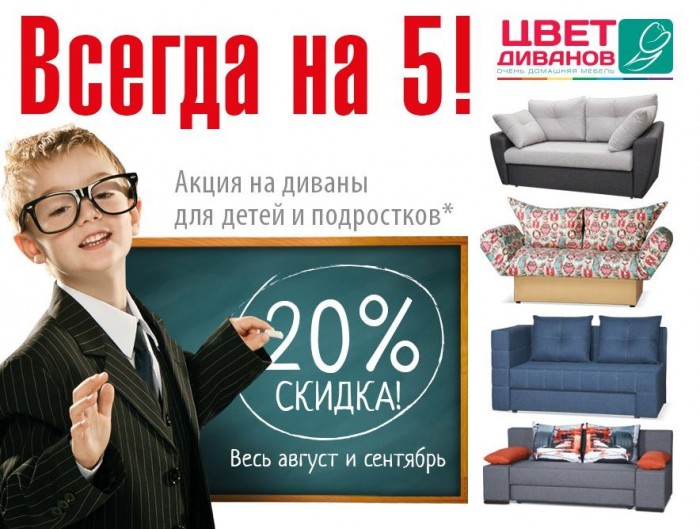 Всегда на 5!
ЦВЕТ
ДИВАНОВ
ОЧЕНЬ ДОМАШНЯЯ МЕБЕЛЬ
Акция на диваны
для детей и подростков*
20%
СКИДКА!
Весь август и сентябрь